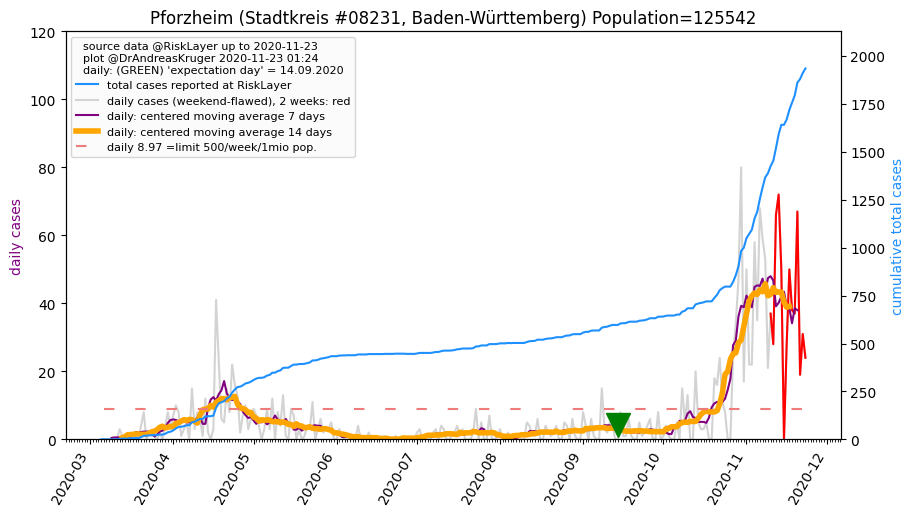 Pforzheim (Stadtkreis #08231, Baden-Württemberg) Population=125542
source data @RiskLayer up to 2020-11-23
plot @DrAndreasKruger 2020-11-23 01:24
daily: (GREEN) 'expectation day' = 14.09.2020
total cases reported at RiskLayer
daily cases (weekend-flawed), 2 weeks: red
daily: centered moving average 7 days
daily: centered moving average 14 days
daily 8.97 =limit 500/week/1mio pop.
daily cases
120
100
80
60
40
20
0
cumulative total cases
2000
1750
1500
1250
1000
750
500
250
0
2020-03
2020-04
2020-05
2020-06
2020-07
2020-08
2020-09
2020-10
2020-11
2020-12